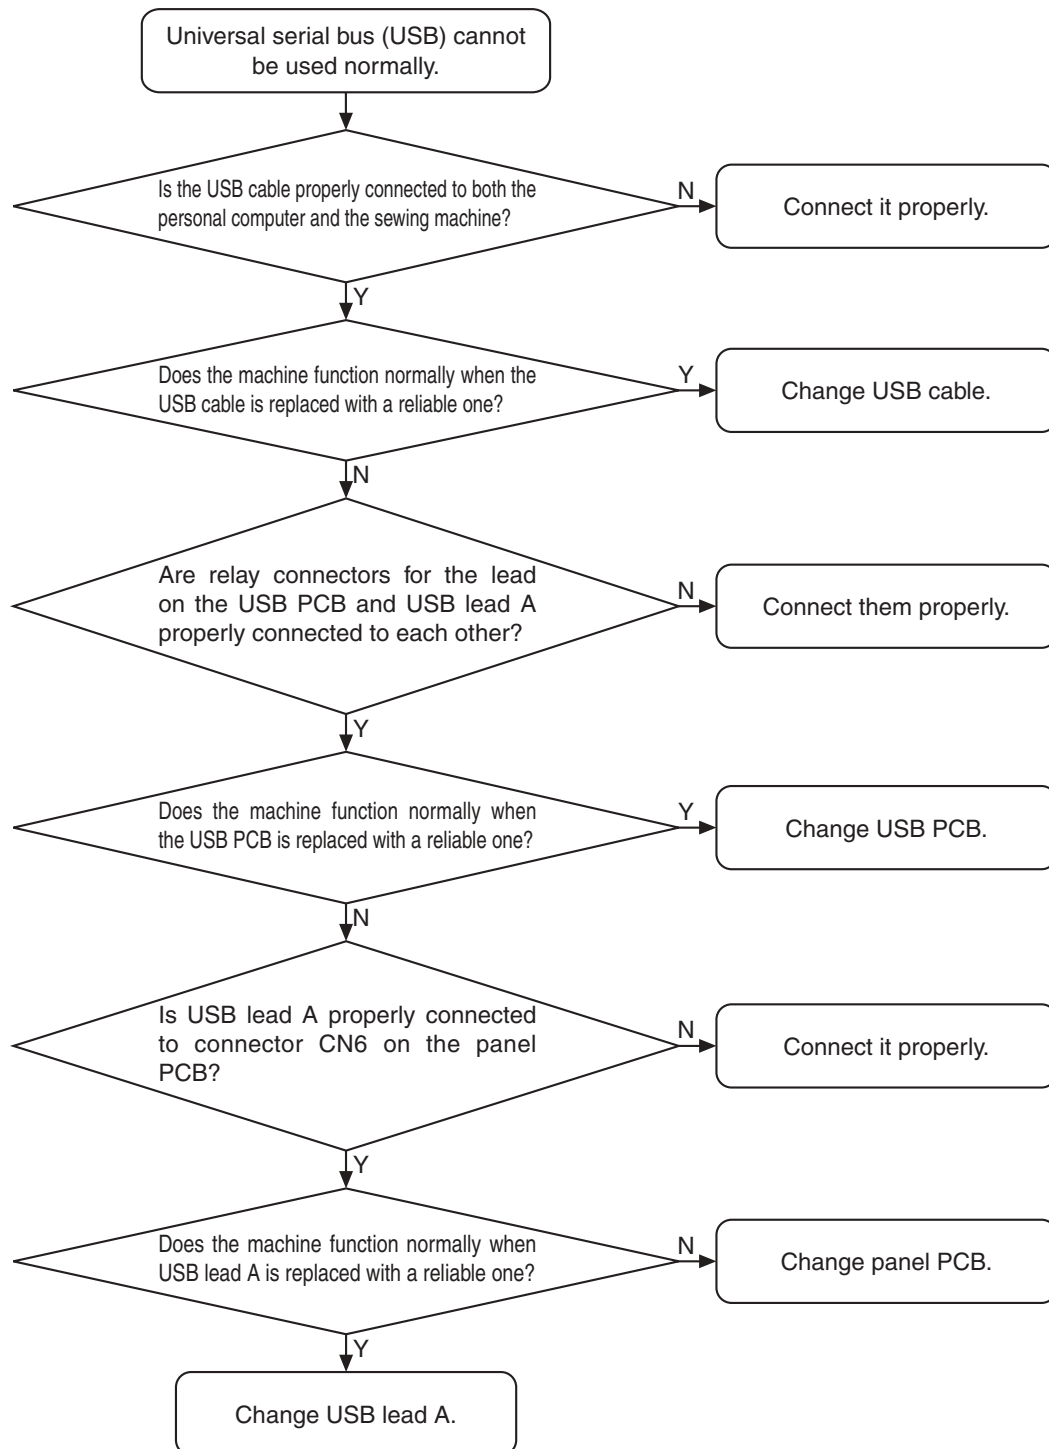 Universal serial bus (USB) cannot
be used normally.
Is the USB cable properly connected to both the
personal computer and the sewing machine?
N
Connect it properly.
Y
Does the machine function normally when the
USB cable is replaced with a reliable one?
Y
Change USB cable.
N
Are relay connectors for the lead
on the USB PCB and USB lead A
properly connected to each other?
N
Connect them properly.
Y
Does the machine function normally when
the USB PCB is replaced with a reliable one?
Y
Change USB PCB.
N
Is USB lead A properly connected
to connector CN6 on the panel
PCB?
N
Connect it properly.
Y
Does the machine function normally when
USB lead A is replaced with a reliable one?
N
Change panel PCB.
Y
Change USB lead A.